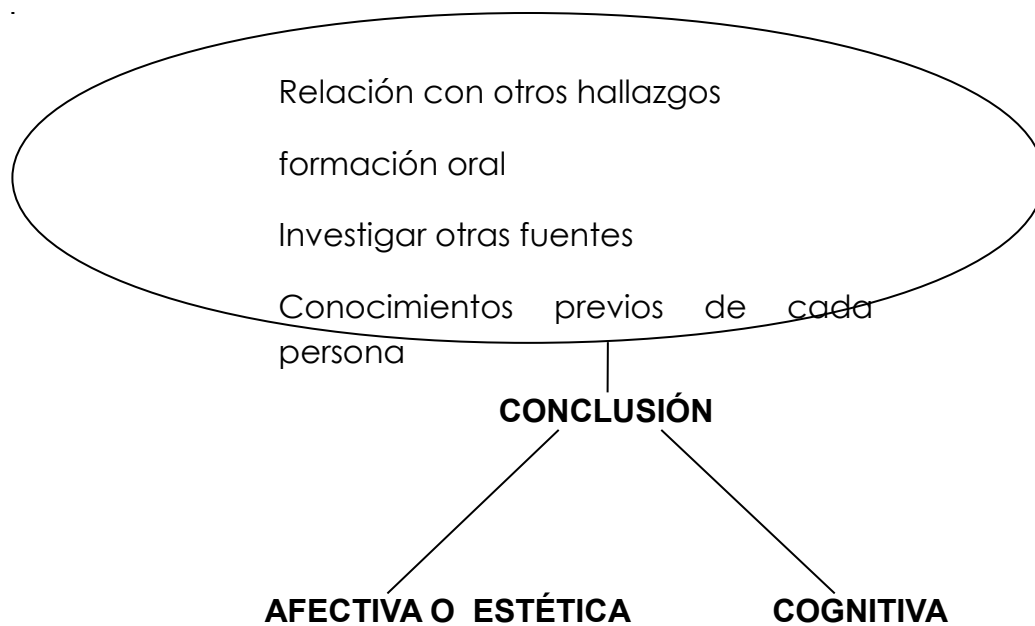 Relación con otros hallazgos
formación oral
Investigar otras fuentes
Conocimientos previos de cada
persona
CONCLUSIÓN
AFECTIVA O ESTÉTICA COGNITIVA